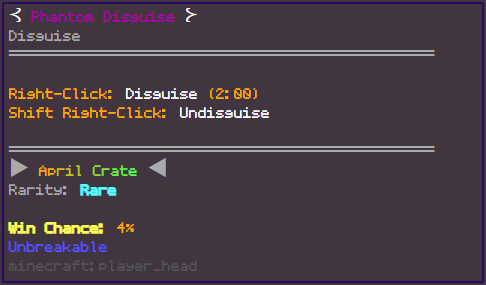 Phantom Disguise
Disguise
Right-Click: Disguise (2:00)
Shift Right-Click: Undisguise
▶ April Crate ◀
Rarity: Rare
Win Chance: 4%
Unbreakable
minecraft:player_head